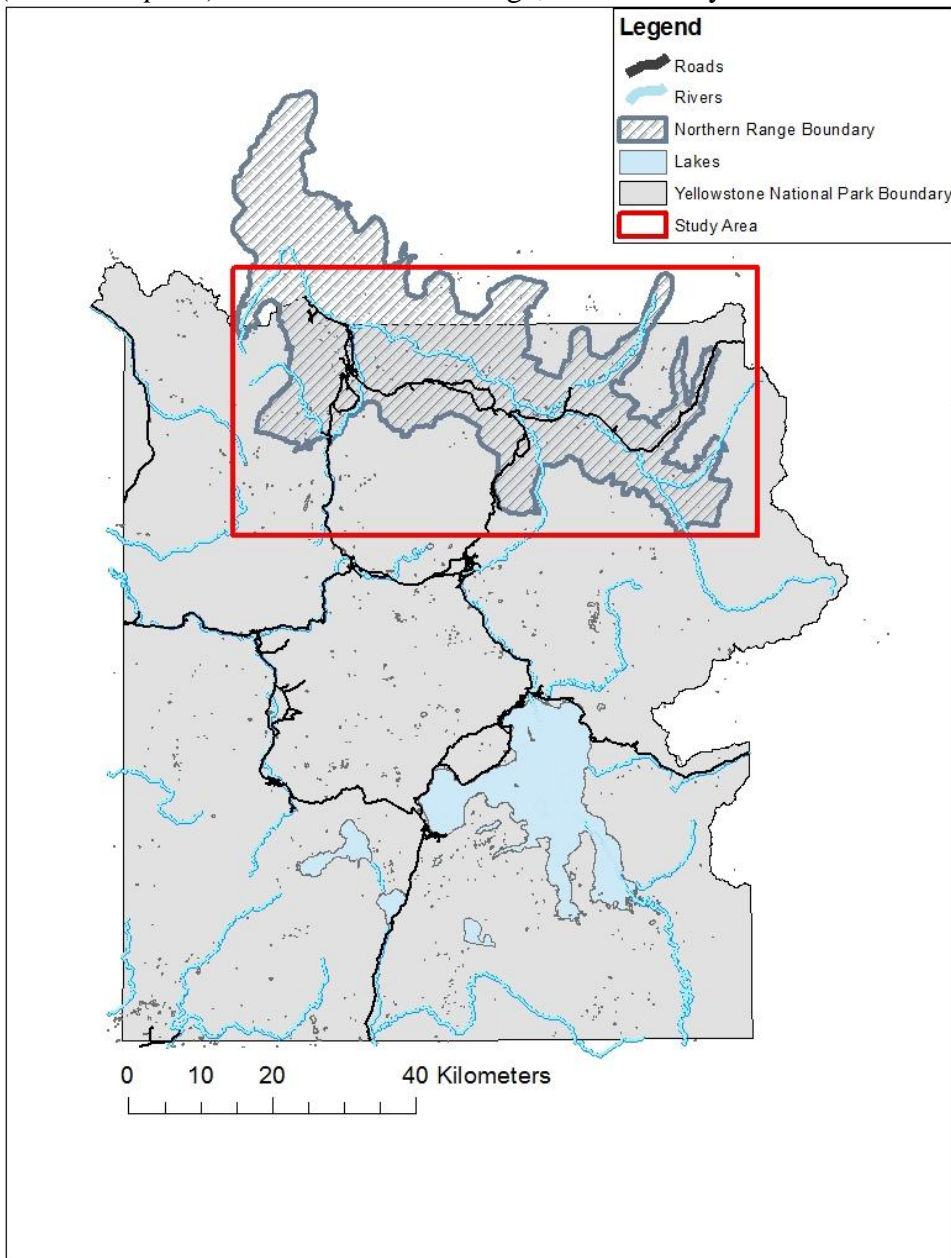 Legend
Roads
Rivers
Northern Range Boundary
Lakes
Yellowstone National Park Boundary
Study Area
0 10 20 40 Kilometers